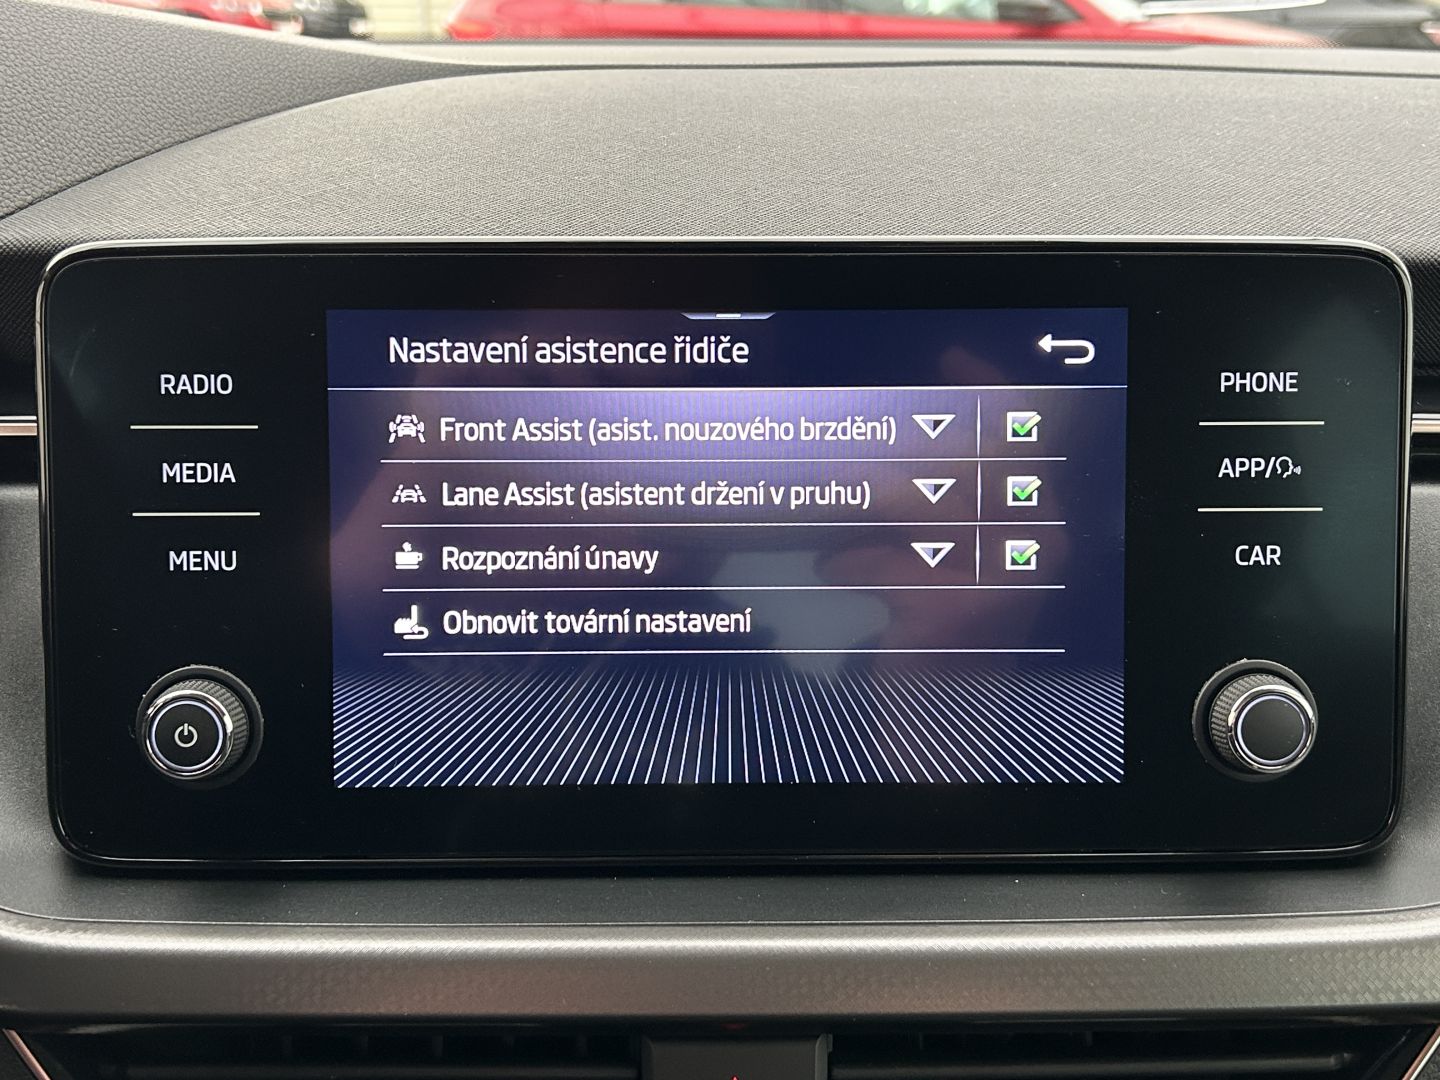 Nastavení asistence řidiče
RADIO
MEDIA
MENU
Front Assist (asist. nouzového brzdění)
Lane Assist (asistent držení v pruhu)
Rozpoznání únavy
Obnovit tovární nastavení
PHONE
APP/
CAR